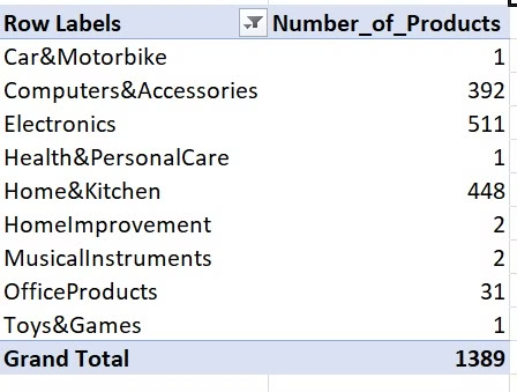 Row Labels Number_of_Products
Car&Motorbike 1
Computers&Accessories 392
Electronics 511
Health&PersonalCare 1
Home&Kitchen 448
HomeImprovement 2
MusicalInstruments 2
OfficeProducts 31
Toys&Games 1
Grand Total 1389